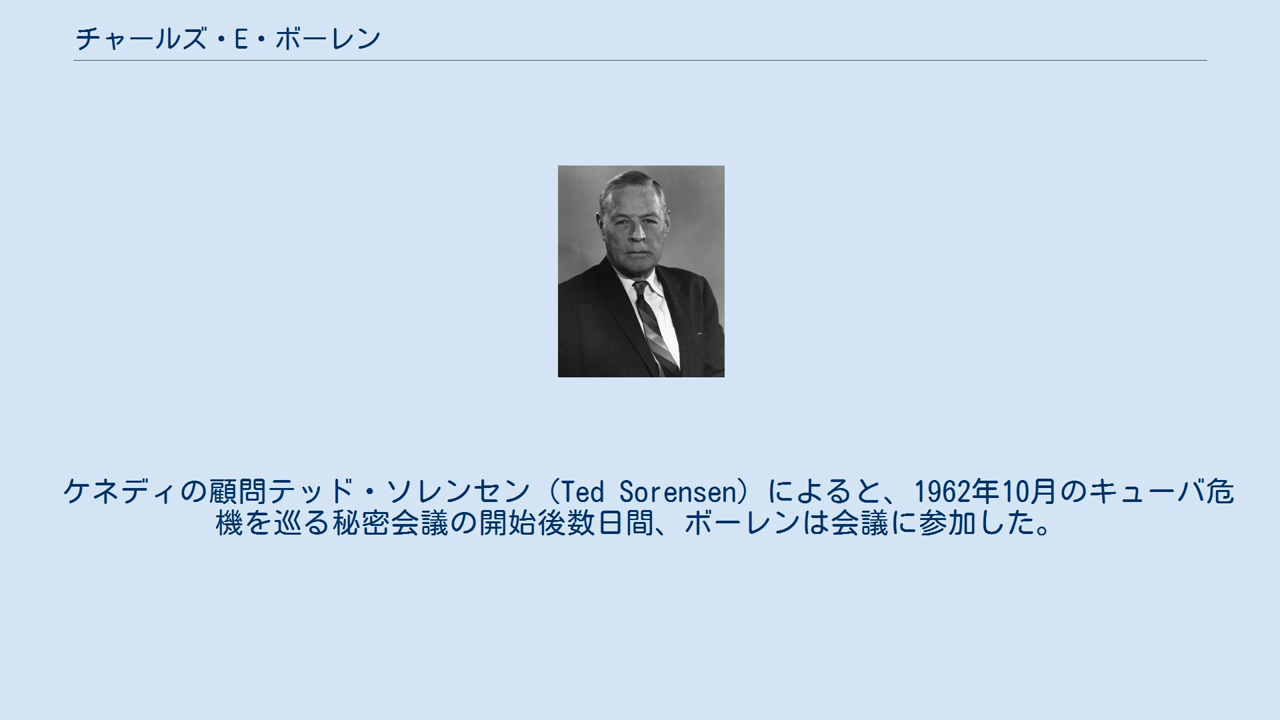 チャールズ・E・ボーレン
ケネディの顧問テッド・ソレンセン（Ted Sorensen）によると、1962年10月のキューバ危
機を巡る秘密会議の開始後数日間、ボーレンは会議に参加した。